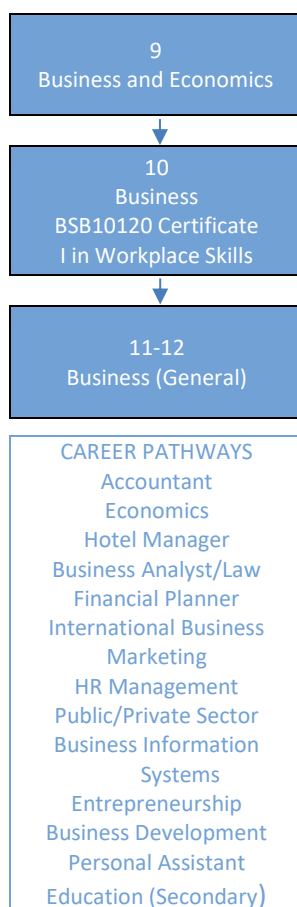 9
Business and Economics
10
Business
BSB10120 Certificate
I in Workplace Skills
11-12
Business (General)
CAREER PATHWAYS
Accountant
Economics
Hotel Manager
Business Analyst/Law
Financial Planner
International Business
Marketing
HR Management
Public/Private Sector
Business Information
Systems
Entrepreneurship
Business Development
Personal Assistant
Education (Secondary)